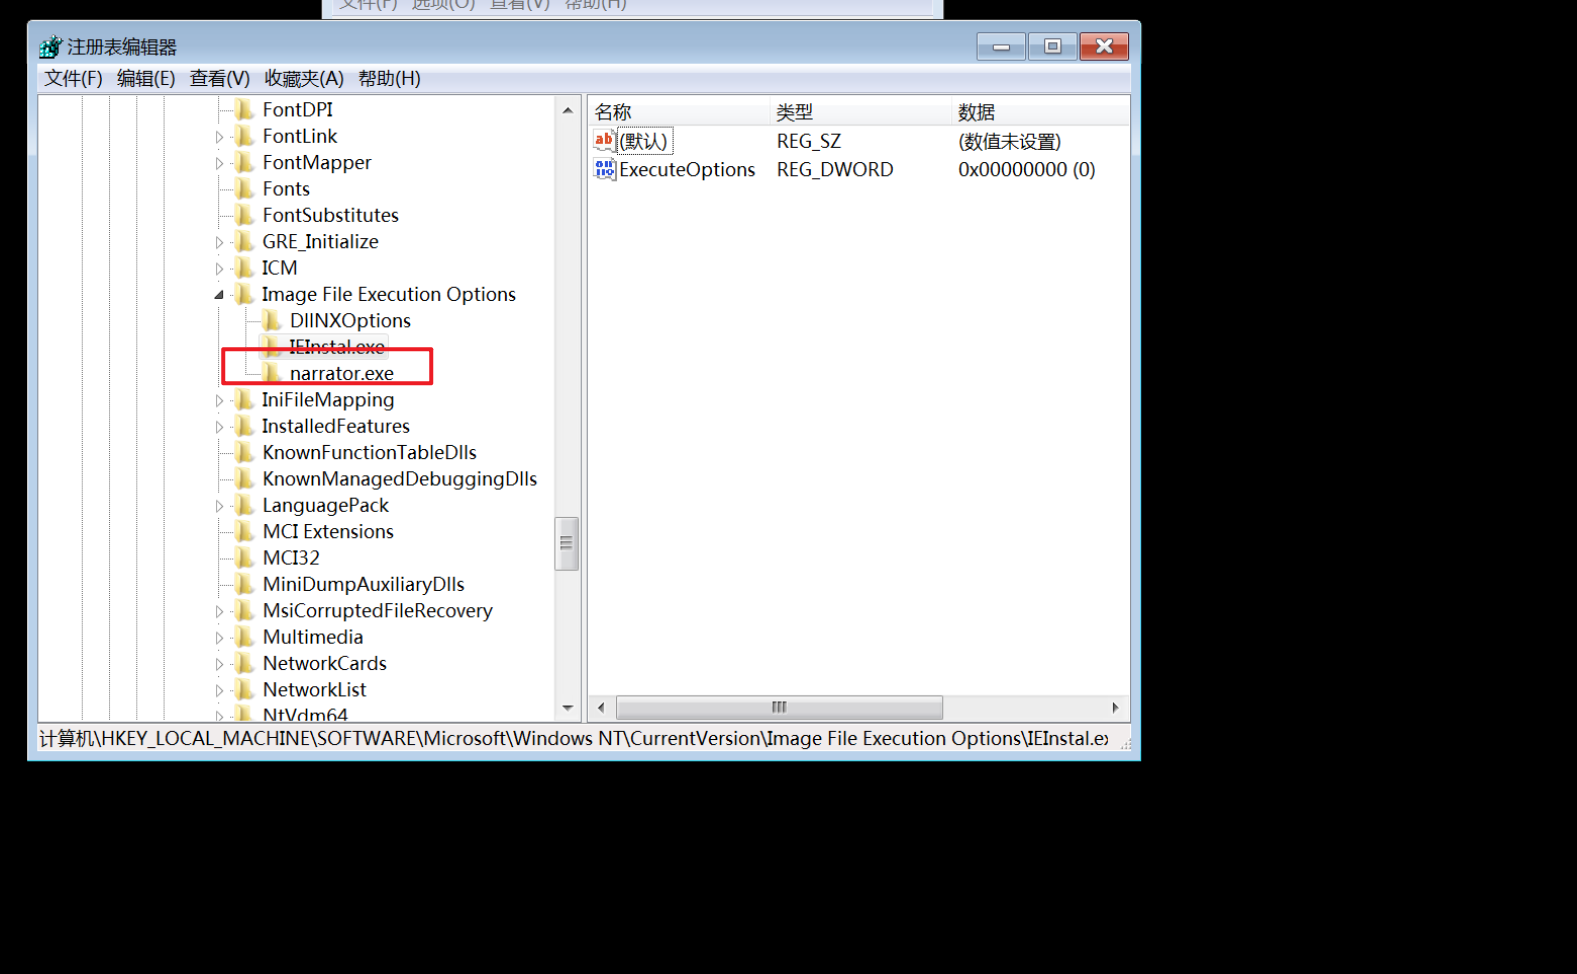 文件(F) 选项(O) 查看(V) 帮助(H)
注册表编辑器
文件(F) 编辑(E) 查看(V) 收藏夹(A) 帮助(H)
FontDPI
FontLink
FontMapper
Fonts
FontSubstitutes
GRE_Initialize
ICM
Image File Execution Options
DllNXOptions
IEInstal.exe
narrator.exe
IniFileMapping
InstalledFeatures
KnownFunctionTableDlls
KnownManagedDebuggingDlls
LanguagePack
MCI Extensions
MCI32
MiniDumpAuxiliaryDlls
MsiCorruptedFileRecovery
Multimedia
NetworkCards
NetworkList
NtVdm64
名称 类型 数据
(默认) REG_SZ (数值未设置)
ExecuteOptions REG_DWORD 0x00000000 (0)
计算机\HKEY_LOCAL_MACHINE\SOFTWARE\Microsoft\Windows NT\CurrentVersion\Image File Execution Options\IEInstal.ex